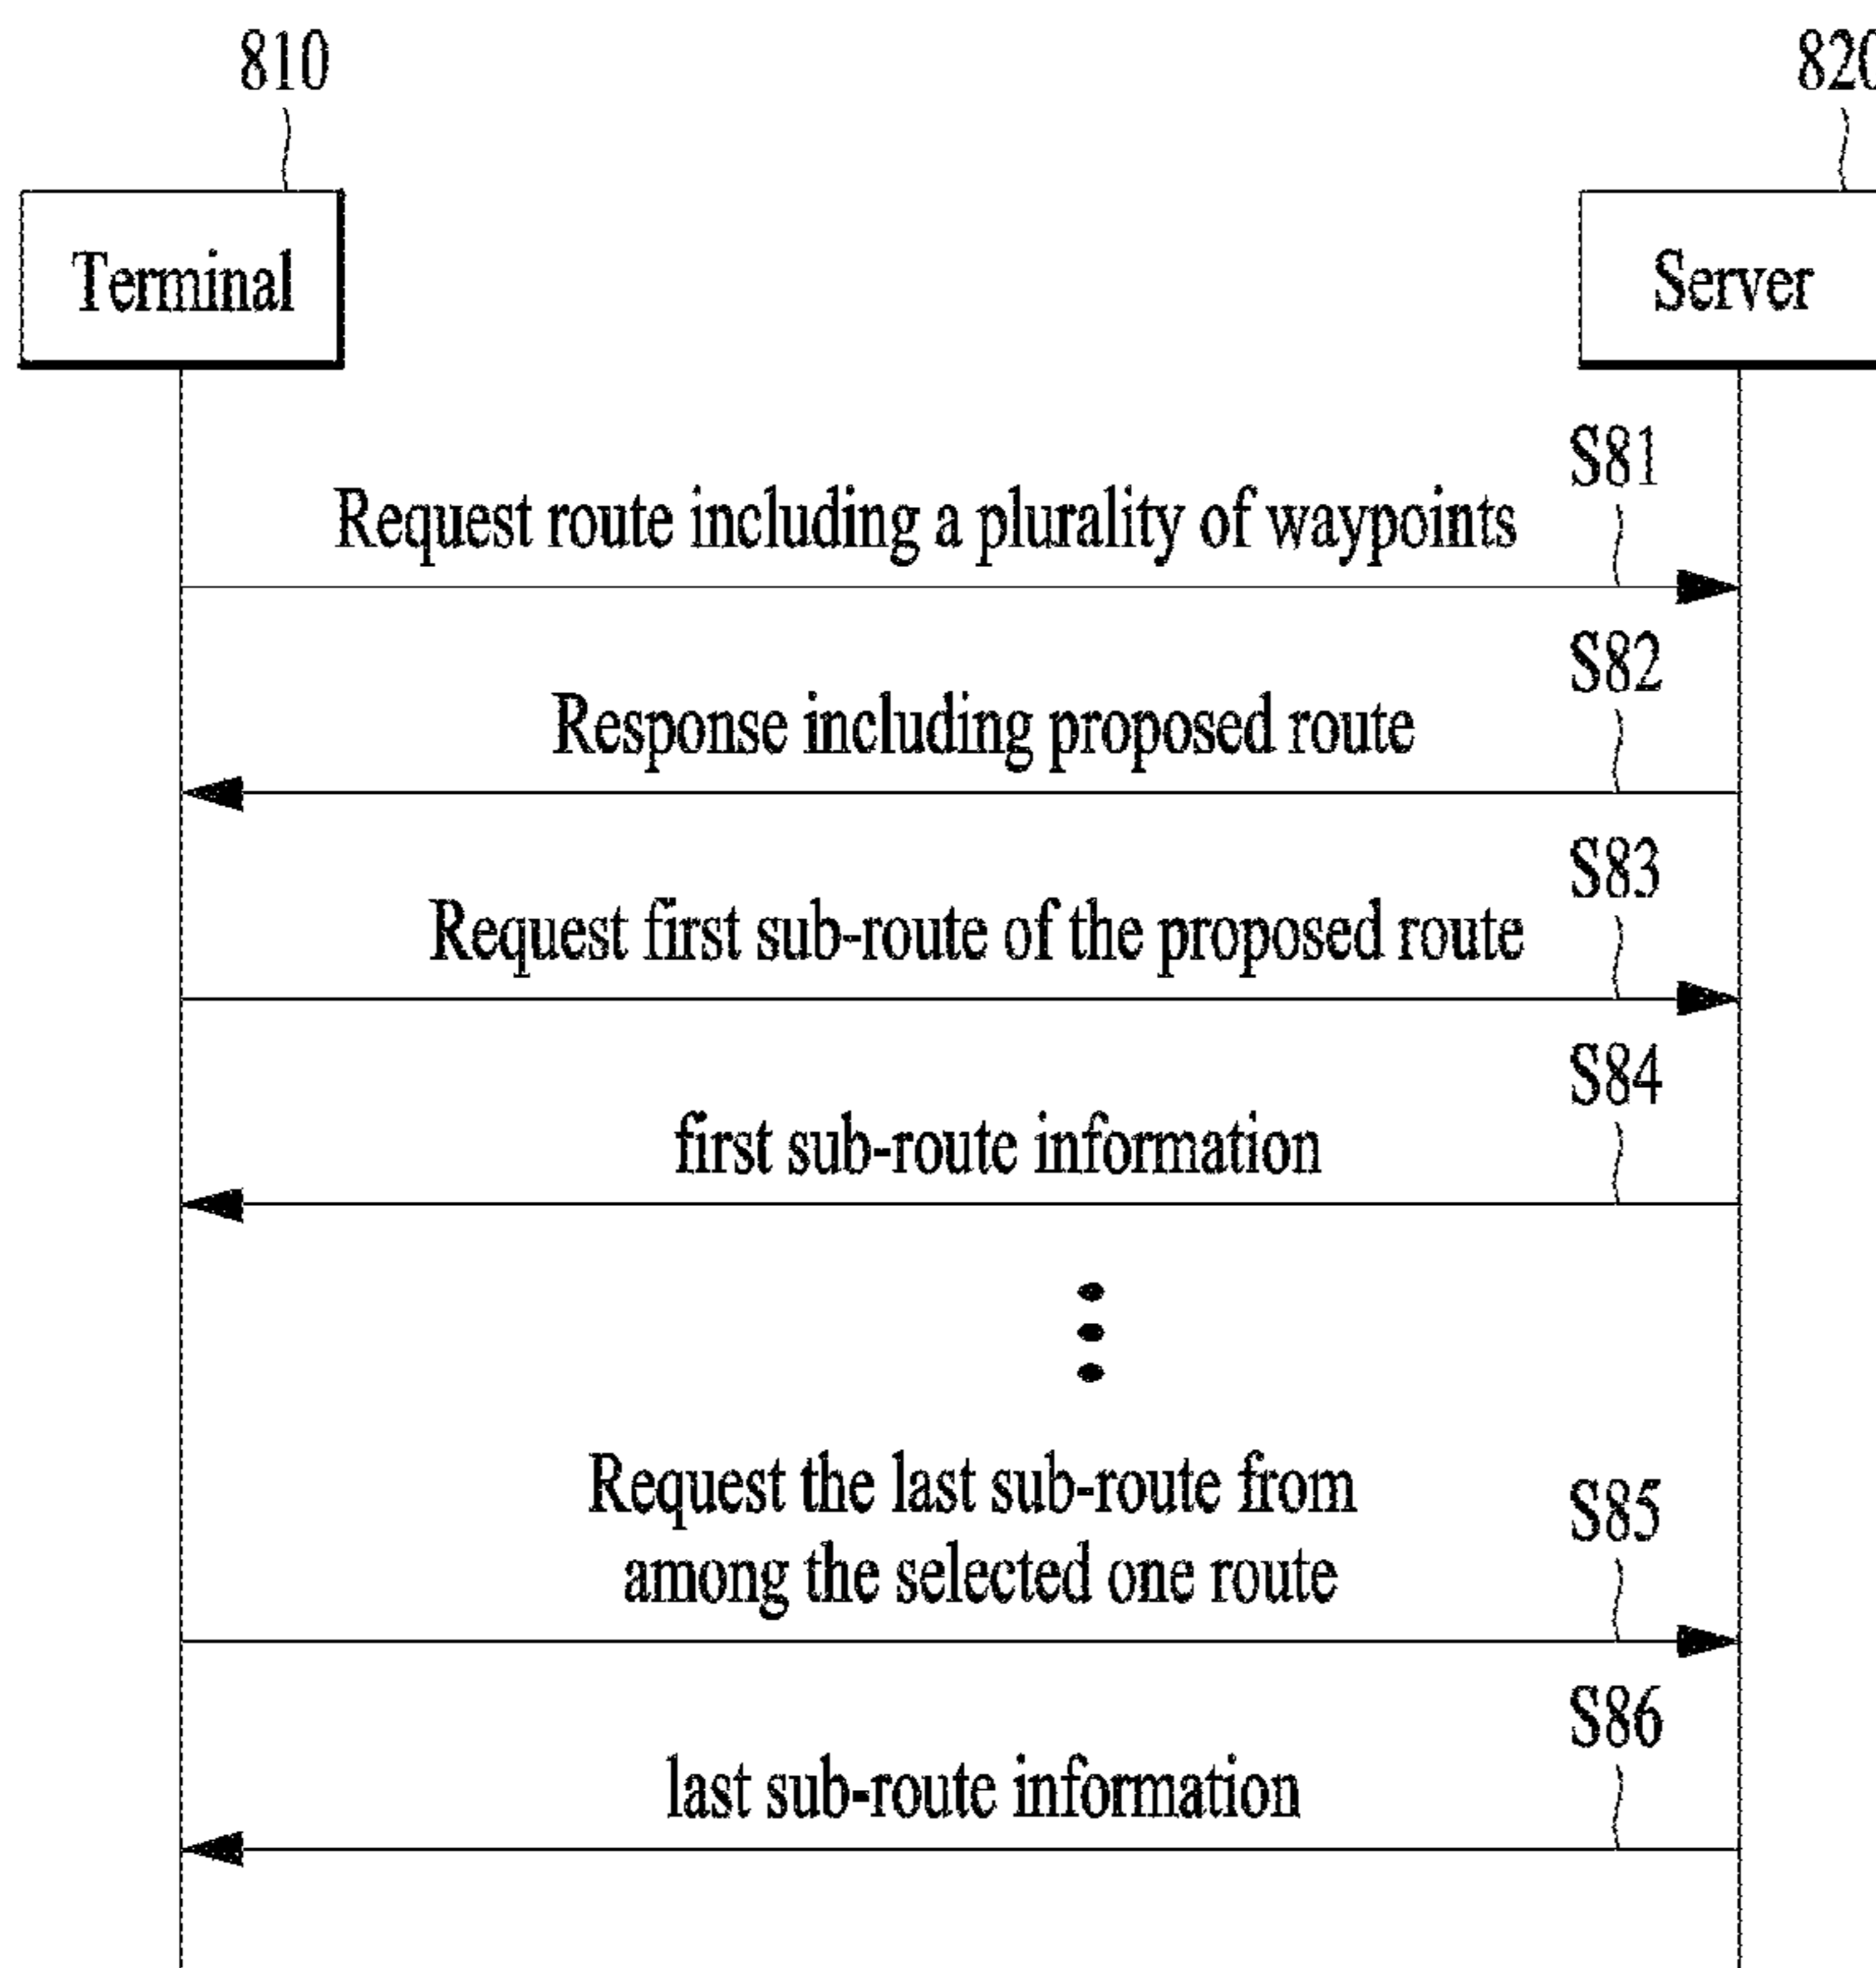 810
820
Terminal
Server
S81
Request route including a plurality of waypoints
S82
Response including proposed route
S83
Request first sub-route of the proposed route
S84
first sub-route information
Request the last sub-route from
among the selected one route
S85
S86
last sub-route information